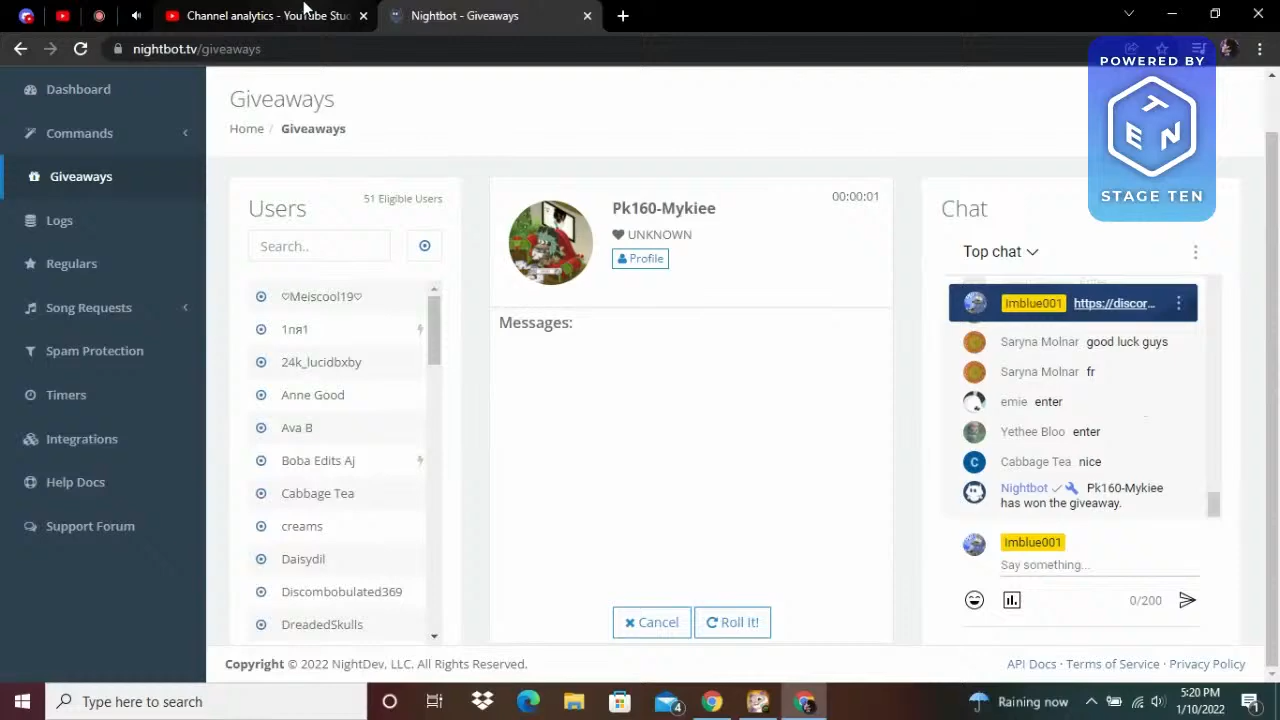 Channel analytics - YouTube Stud
Nightbot - Giveaways
nightbot.tv/giveaways
POWERED BY
TEN
STAGE TEN
Dashboard
Commands
Giveaways
Logs
Regulars
Song Requests
Spam Protection
Timers
Integrations
Help Docs
Support Forum
Giveaways
Home / Giveaways
Users
51 Eligible Users
Search..
♡Meiscool19♡
1пя1
24k_lucidbxby
Anne Good
Ava B
Boba Edits Aj
Cabbage Tea
creams
Daisydil
Discombobulated369
DreadedSkulls
Pk160-Mykiee
00:00:01
UNKNOWN
Profile
Messages:
Cancel
Roll It!
Chat
Top chat
Imblue001 https://discor...
Saryna Molnar good luck guys
Saryna Molnar fr
emie enter
Yethee Bloo enter
C Cabbage Tea nice
Nightbot Pk160-Mykiee
has won the giveaway.
Imblue001
Say something...
0/200
Copyright © 2022 NightDev, LLC. All Rights Reserved.
API Docs · Terms of Service · Privacy Policy
Type here to search
4
Raining now
5:20 PM
1/10/2022
1